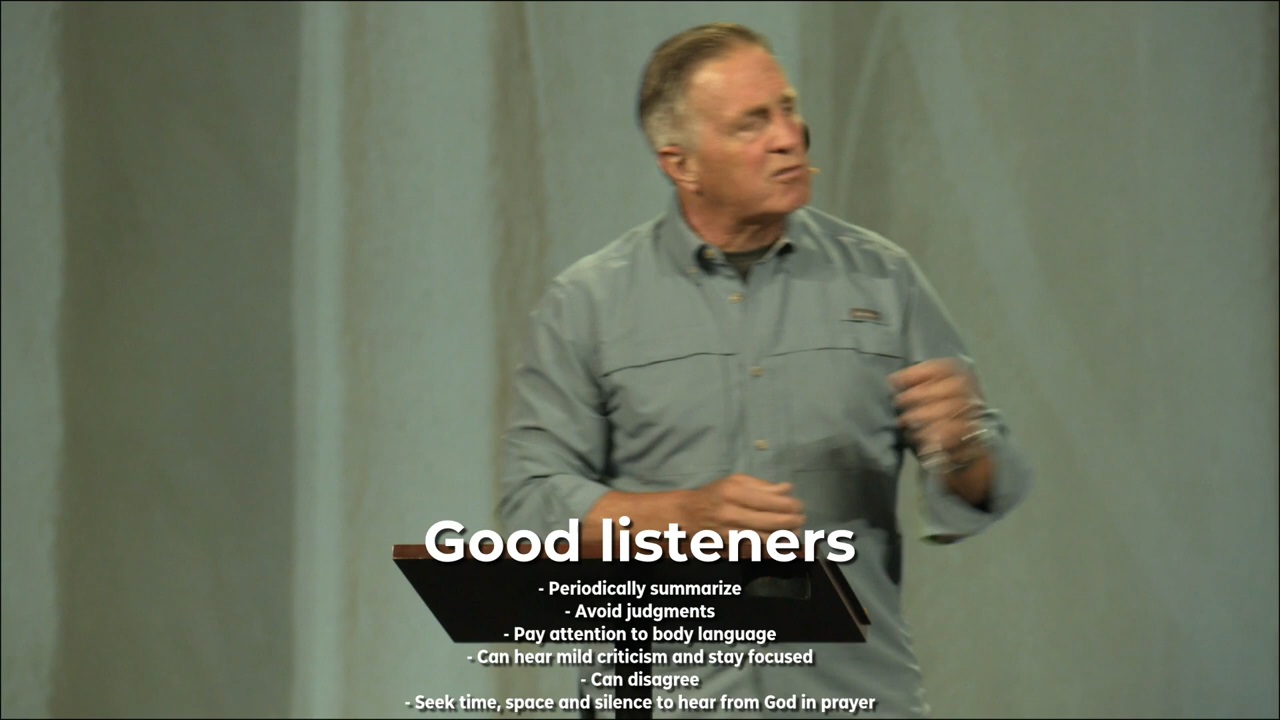 Good listeners
- Periodically summarize
- Avoid judgments
- Pay attention to body language
- Can hear mild criticism and stay focused
- Can disagree
- Seek time, space and silence to hear from God in prayer